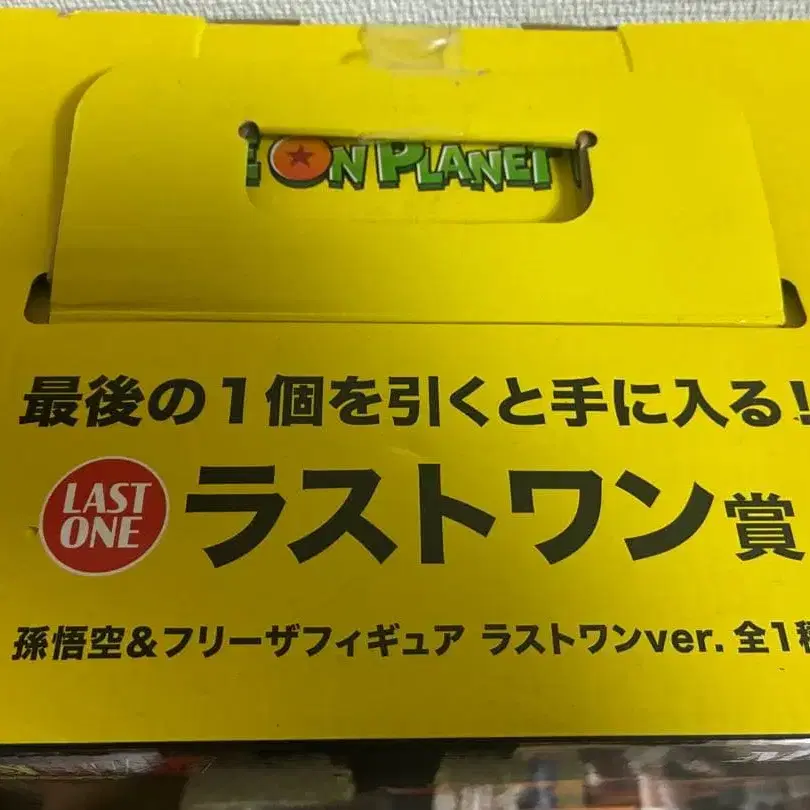 ON PLANET
最後の1個を引くと手に入る!
LAST
ONE
ラストワン賞
孫悟空&フリーザフィギュア ラストワンver. 全1種